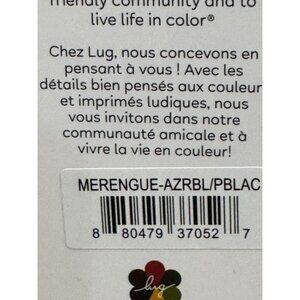 friendly community and to
live life in color®
Chez Lug, nous concevons en
pensant à vous ! Avec les
détails bien pensés aux couleur
et imprimés ludiques, nous
vous invitons dans notre
communauté amicale et à
vivre la vie en couleur!
MERENGUE-AZRBL/PBLAC
8 80479 37052 7
lug